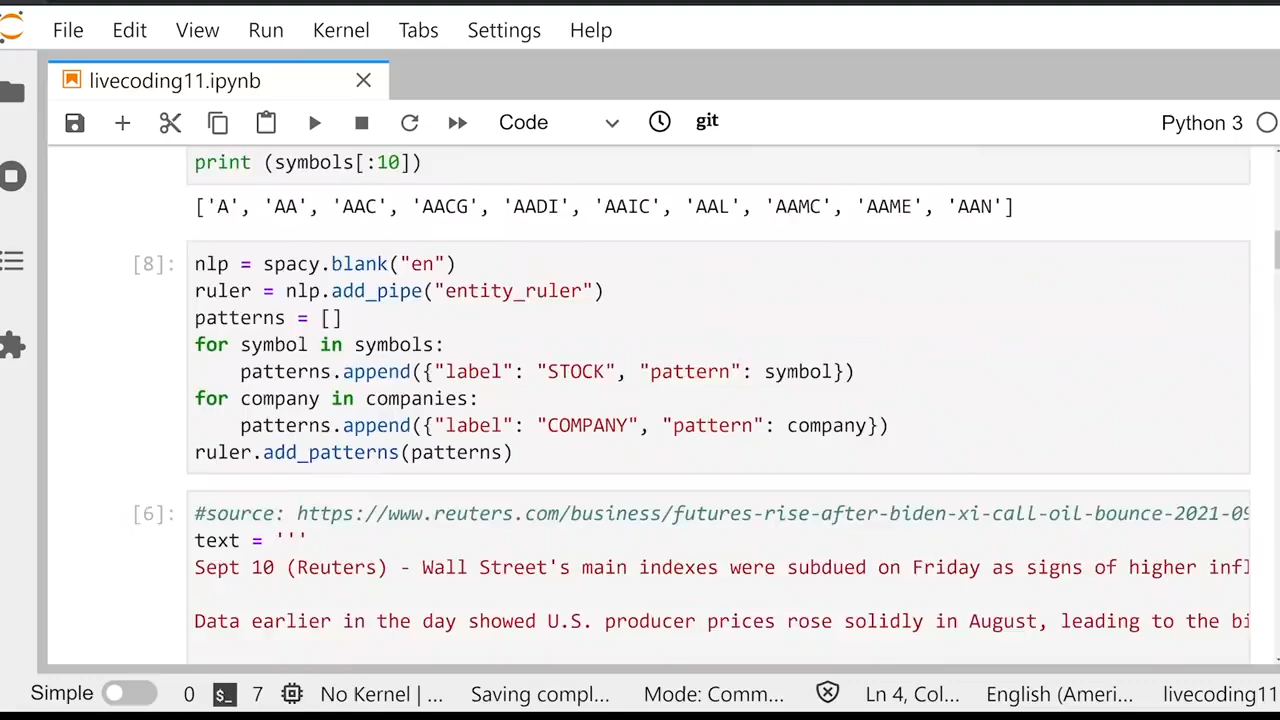 File Edit View Run Kernel Tabs Settings Help
livecoding11.ipynb
Code git Python 3
print (symbols[:10])
['A', 'AA', 'AAC', 'AACG', 'AADI', 'AAIC', 'AAL', 'AAMC', 'AAME', 'AAN']
[8]: nlp = spacy.blank("en")
ruler = nlp.add_pipe("entity_ruler")
patterns = []
for symbol in symbols:
    patterns.append({"label": "STOCK", "pattern": symbol})
for company in companies:
    patterns.append({"label": "COMPANY", "pattern": company})
ruler.add_patterns(patterns)
[6]: #source: https://www.reuters.com/business/futures-rise-after-biden-xi-call-oil-bounce-2021-09
text = '''
Sept 10 (Reuters) - Wall Street's main indexes were subdued on Friday as signs of higher infl
Data earlier in the day showed U.S. producer prices rose solidly in August, leading to the bi
Simple 0 $_ 7 No Kernel | ... Saving compl... Mode: Comm... Ln 4, Col... English (Ameri... livecoding11